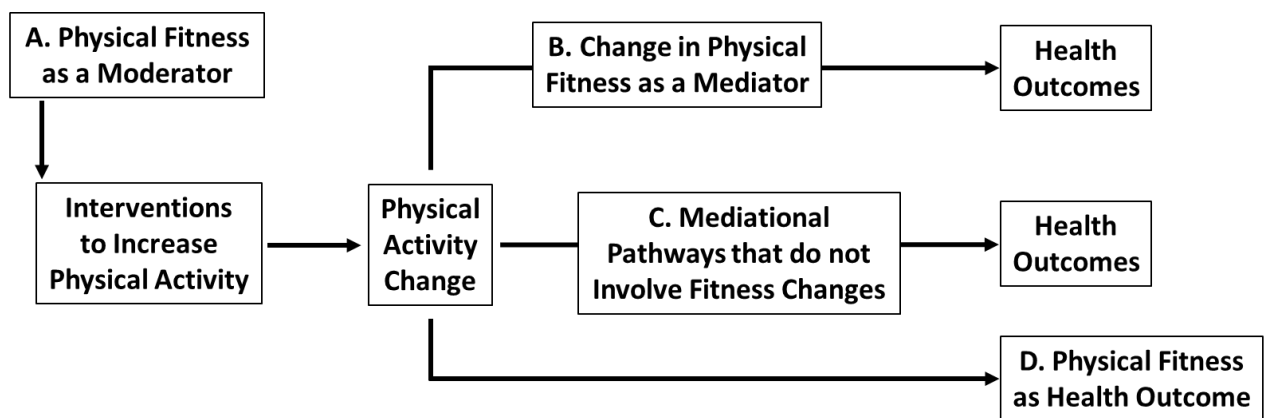 A. Physical Fitness
as a Moderator
B. Change in Physical
Fitness as a Mediator
Health
Outcomes
Interventions
to Increase
Physical Activity
Physical
Activity
Change
C. Mediational
Pathways that do not
Involve Fitness Changes
Health
Outcomes
D. Physical Fitness
as Health Outcome